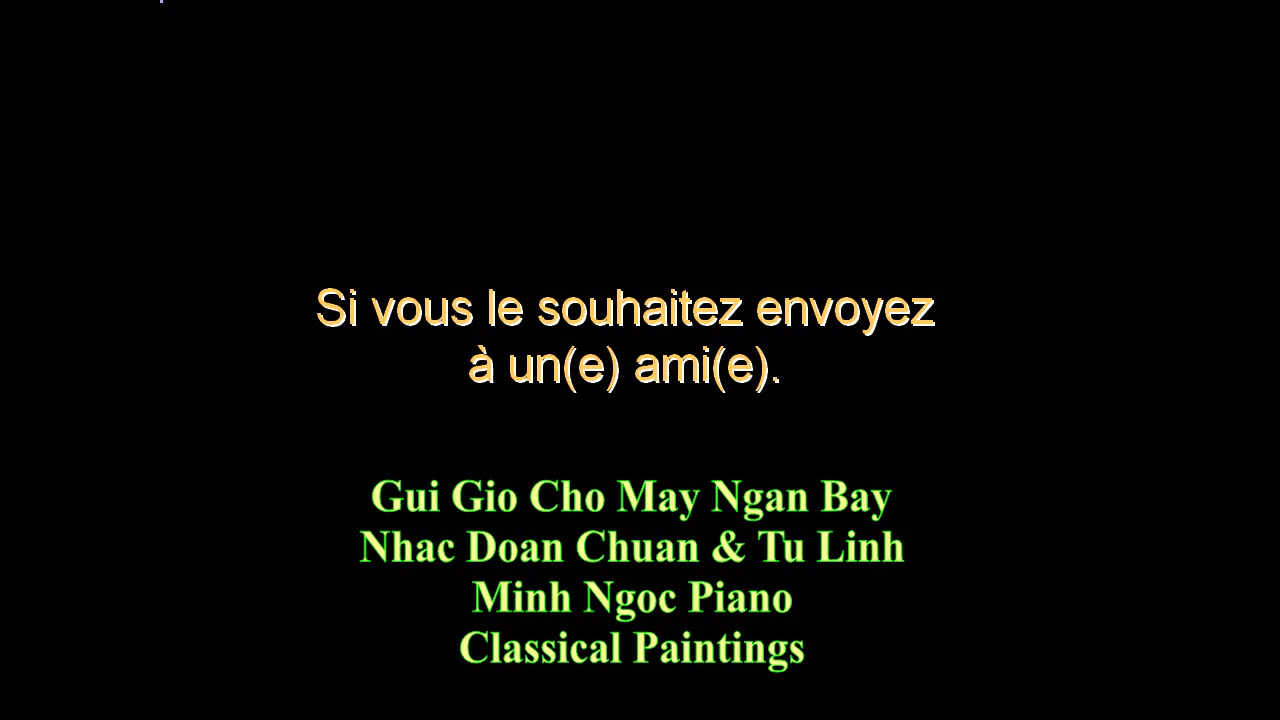 Si vous le souhaitez envoyez
à un(e) ami(e).
Gui Gio Cho May Ngan Bay
Nhac Doan Chuan & Tu Linh
Minh Ngoc Piano
Classical Paintings